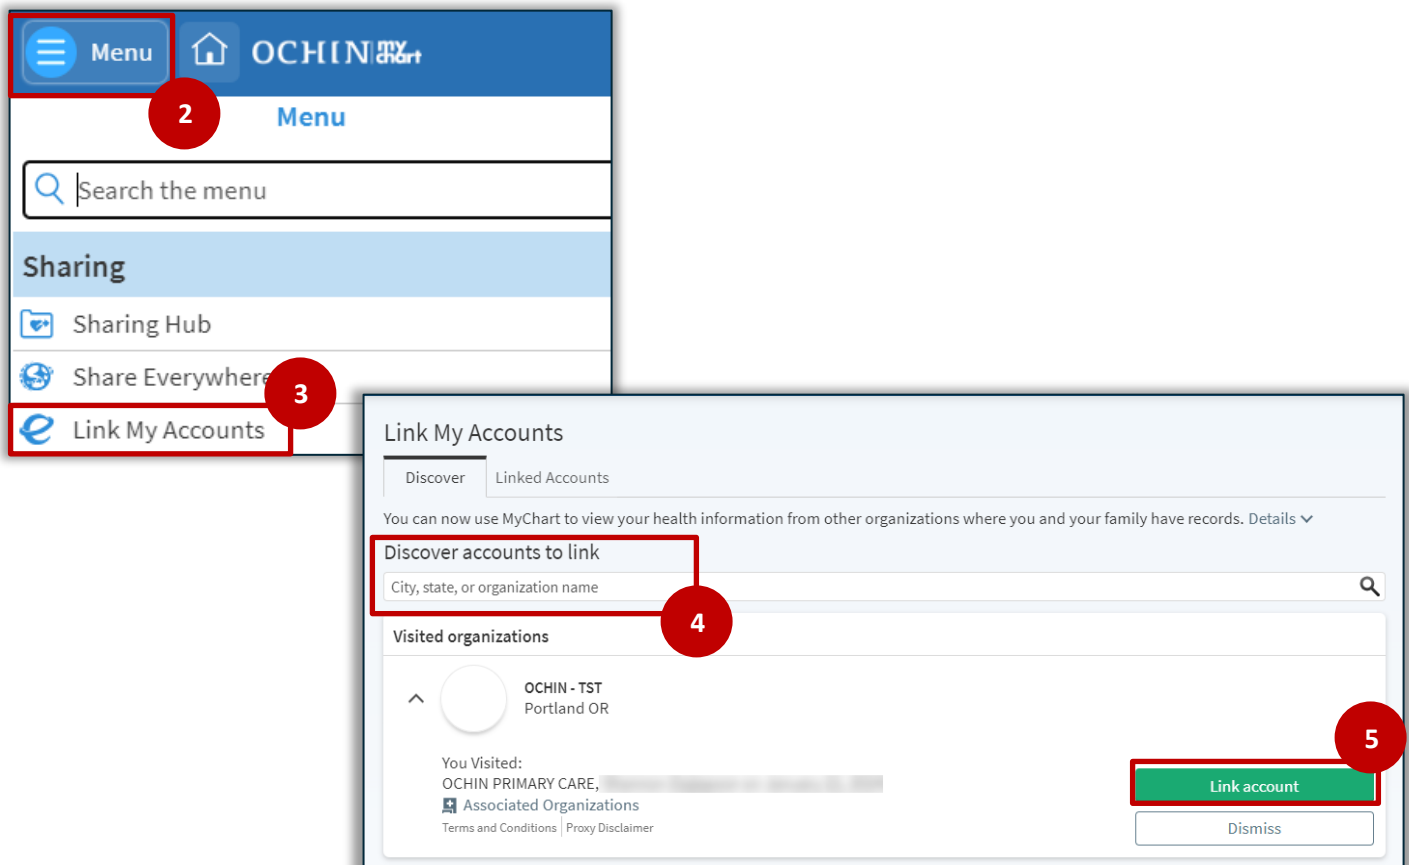 Menu
OCHIN MyChart
2
Menu
Search the menu
Sharing
Sharing Hub
Share Everywhere
3
Link My Accounts
Link My Accounts
Discover Linked Accounts
You can now use MyChart to view your health information from other organizations where you and your family have records. Details
Discover accounts to link
City, state, or organization name
4
Visited organizations
OCHIN - TST
Portland OR
5
You Visited:
OCHIN PRIMARY CARE,
Link account
Associated Organizations
Terms and Conditions | Proxy Disclaimer
Dismiss